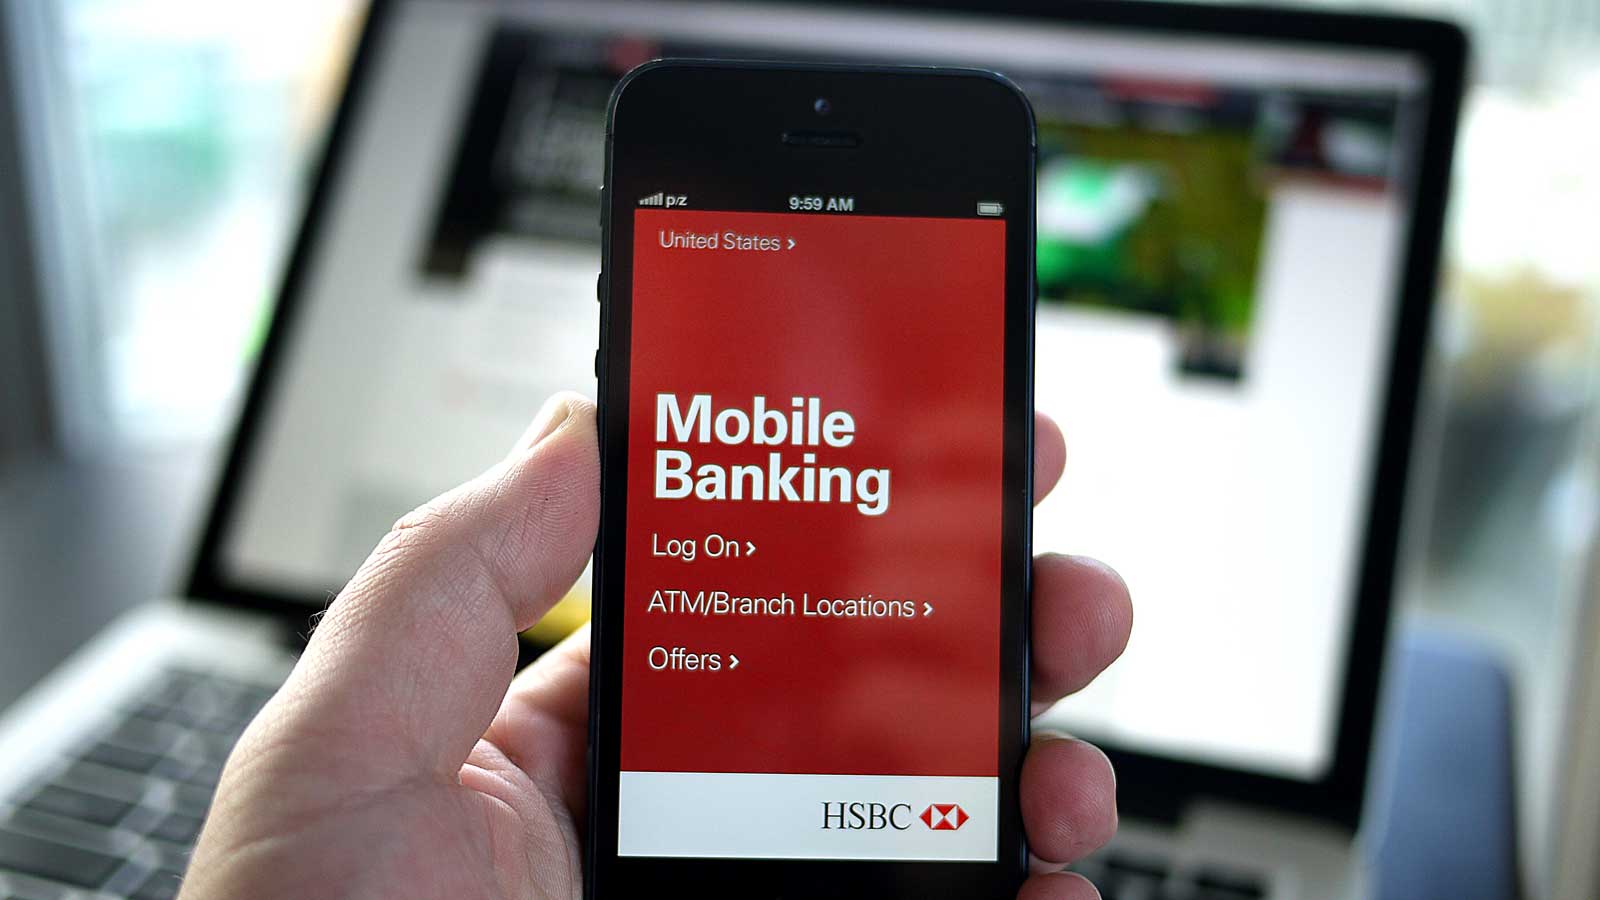 p/z 9:59 AM
United States >
Mobile
Banking
Log On >
ATM/Branch Locations >
Offers >
HSBC